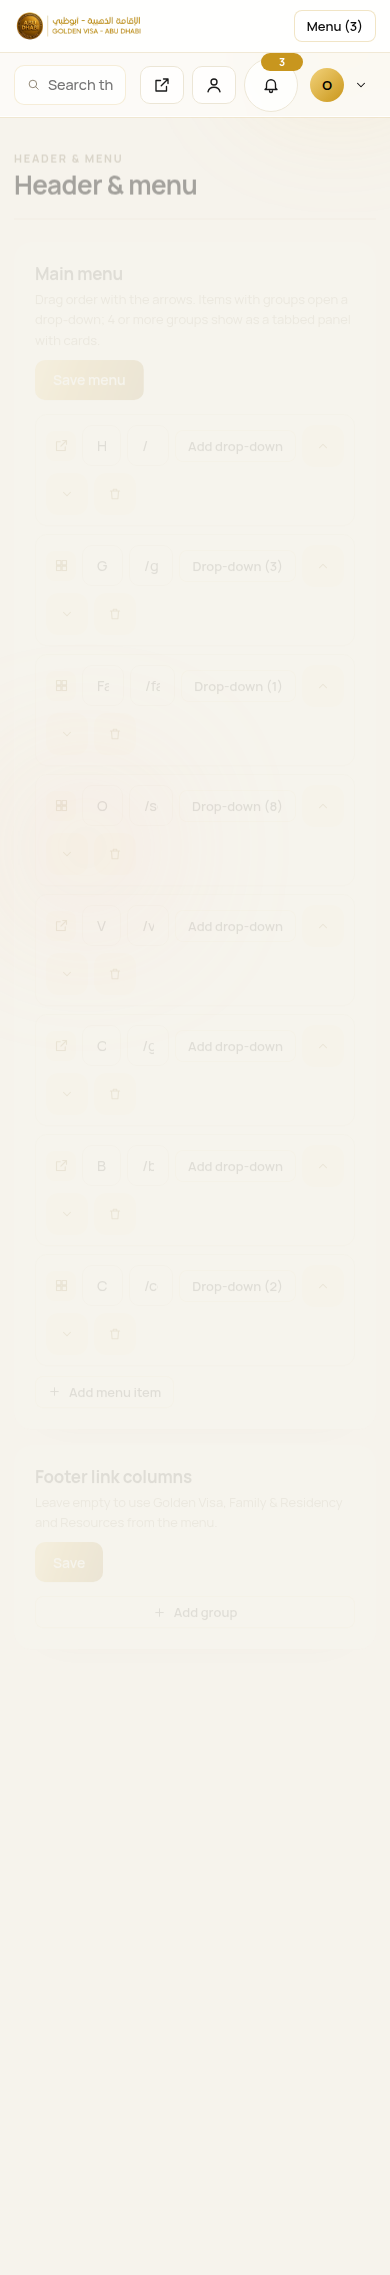 الإقامة الذهبية - أبوظبي
GOLDEN VISA - ABU DHABI
Menu (3)
Search th
3
O
HEADER & MENU
Header & menu
Main menu
Drag order with the arrows. Items with groups open a
drop-down; 4 or more groups show as a tabbed panel
with cards.
Save menu
H / Add drop-down
G /g Drop-down (3)
Fa /fa Drop-down (1)
O /s Drop-down (8)
V /v Add drop-down
C /g Add drop-down
B /b Add drop-down
C /c Drop-down (2)
Add menu item
Footer link columns
Leave empty to use Golden Visa, Family & Residency
and Resources from the menu.
Save
Add group